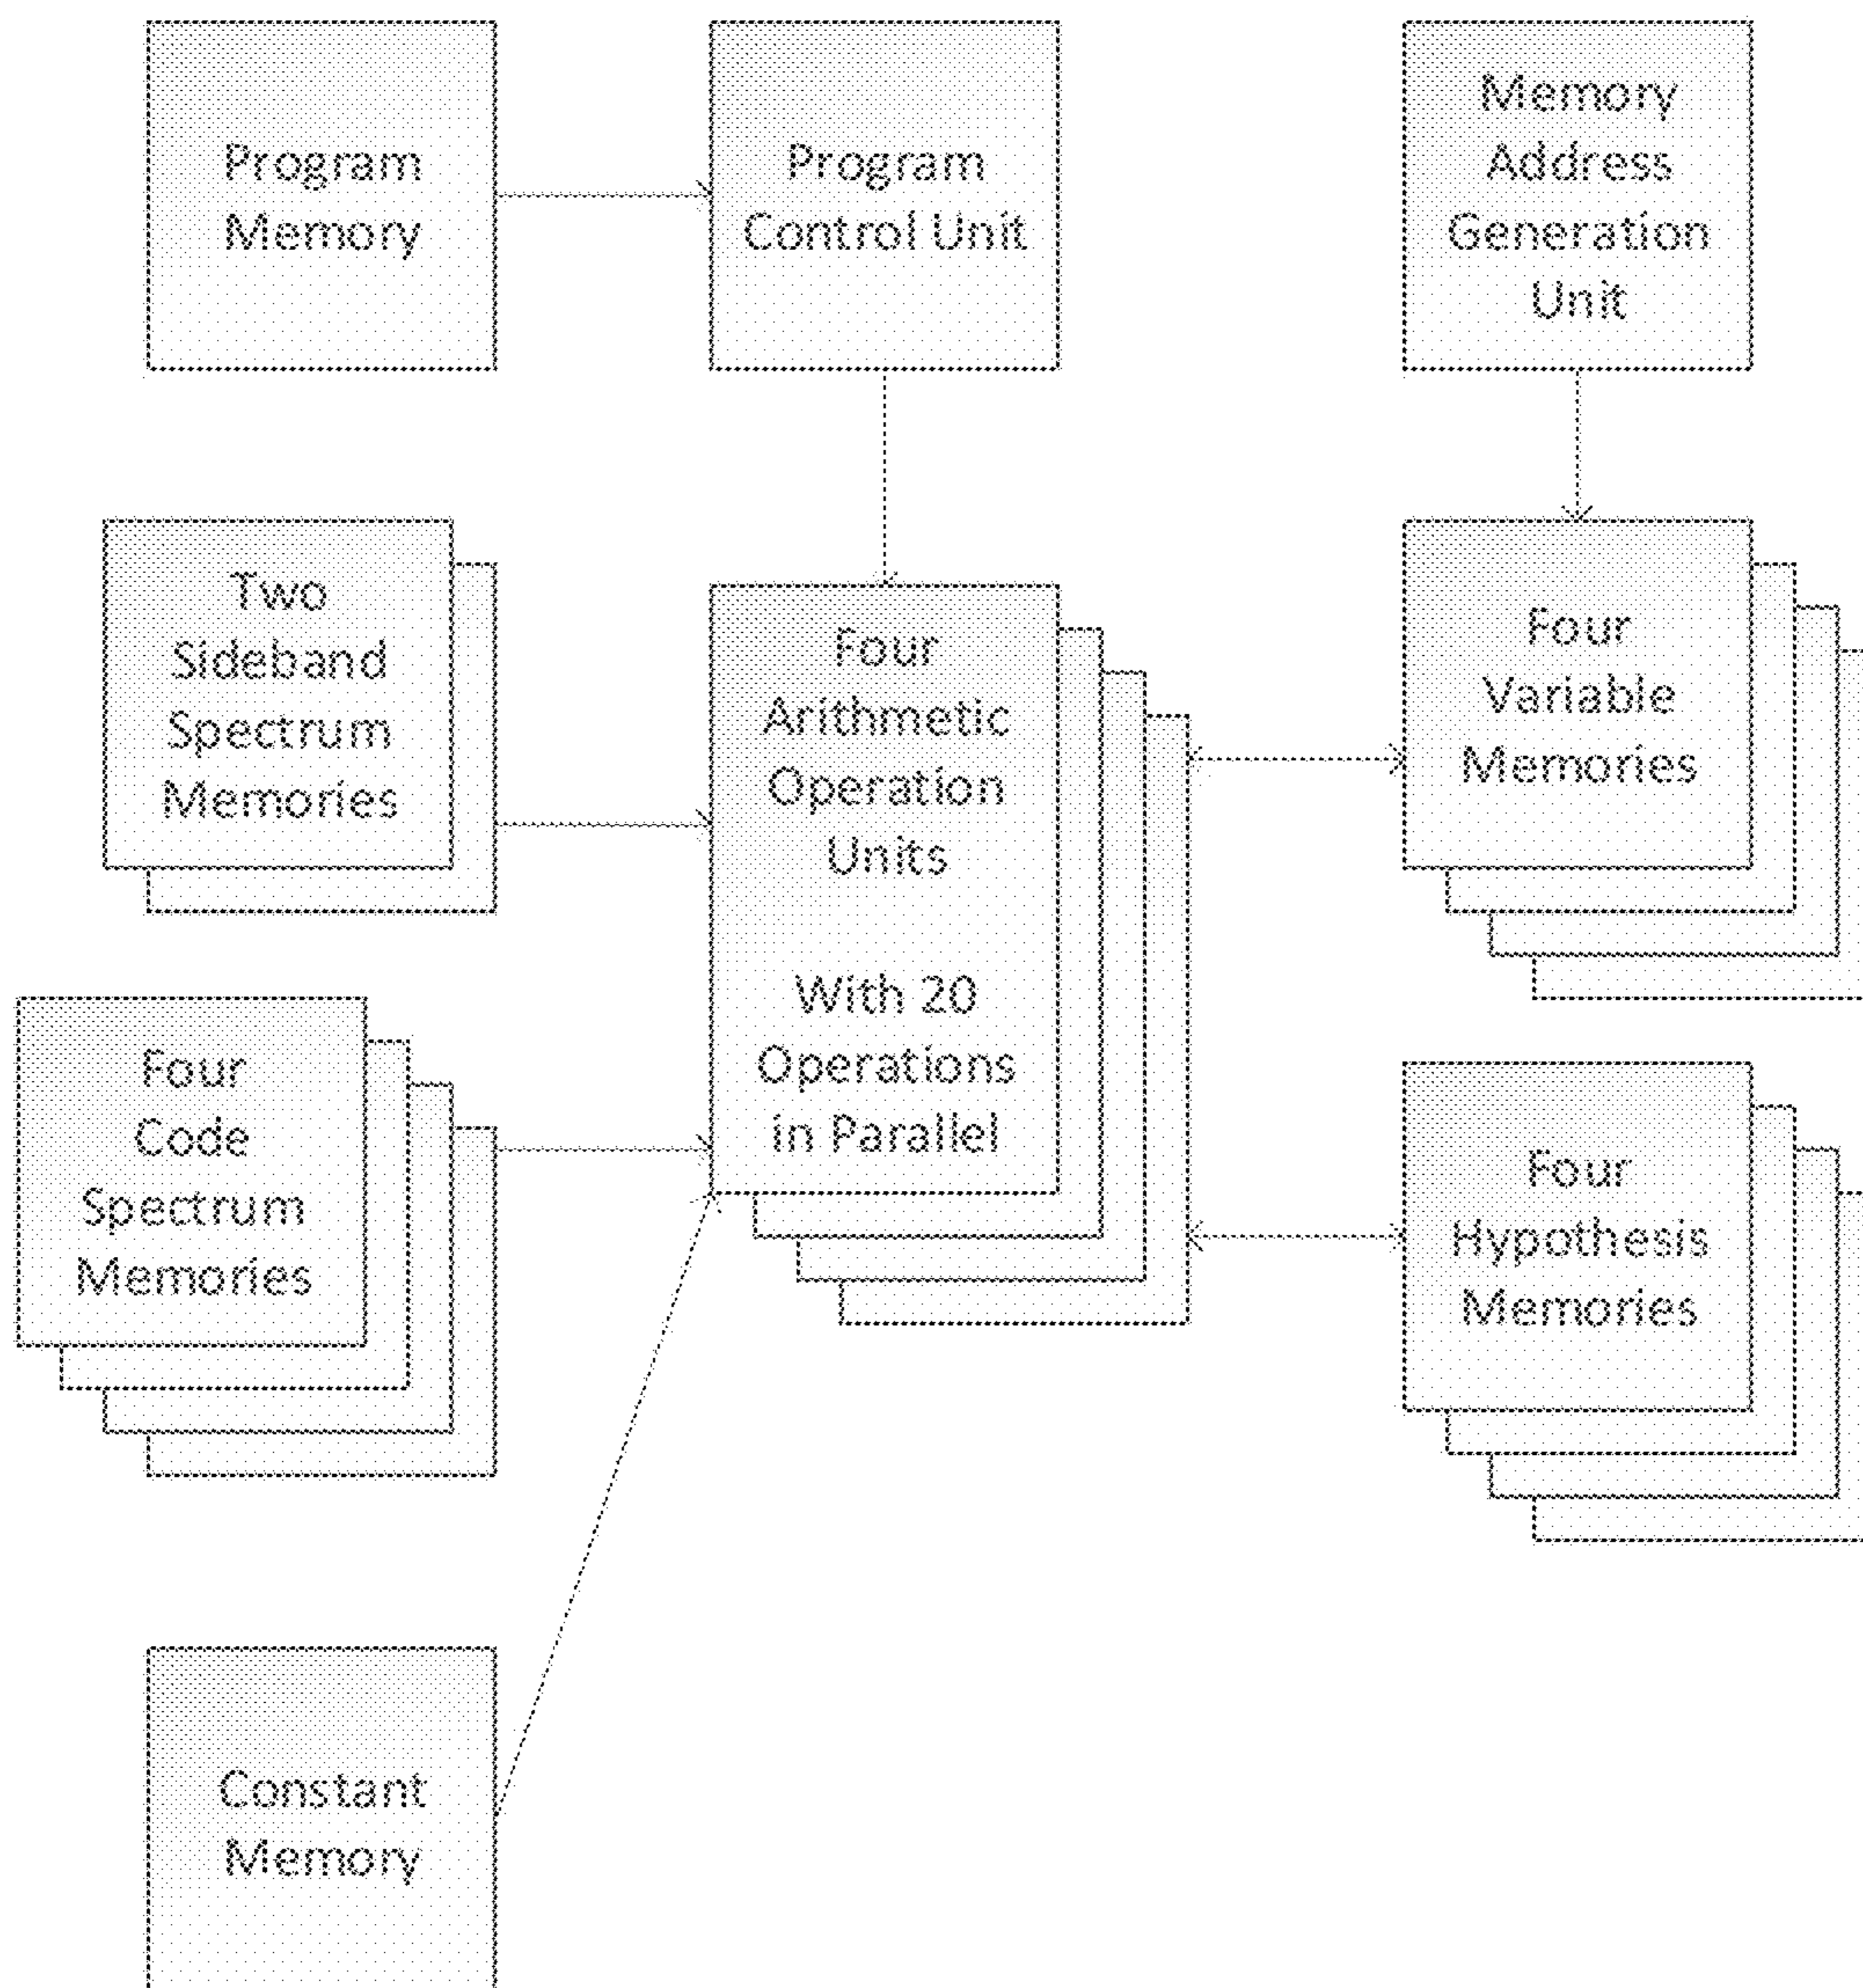 Program
Memory
Program
Control Unit
Memory
Address
Generation
Unit
Two
Sideband
Spectrum
Memories
Four
Arithmetic
Operation
Units
With 20
Operations
in Parallel
Four
Variable
Memories
Four
Code
Spectrum
Memories
Four
Hypothesis
Memories
Constant
Memory